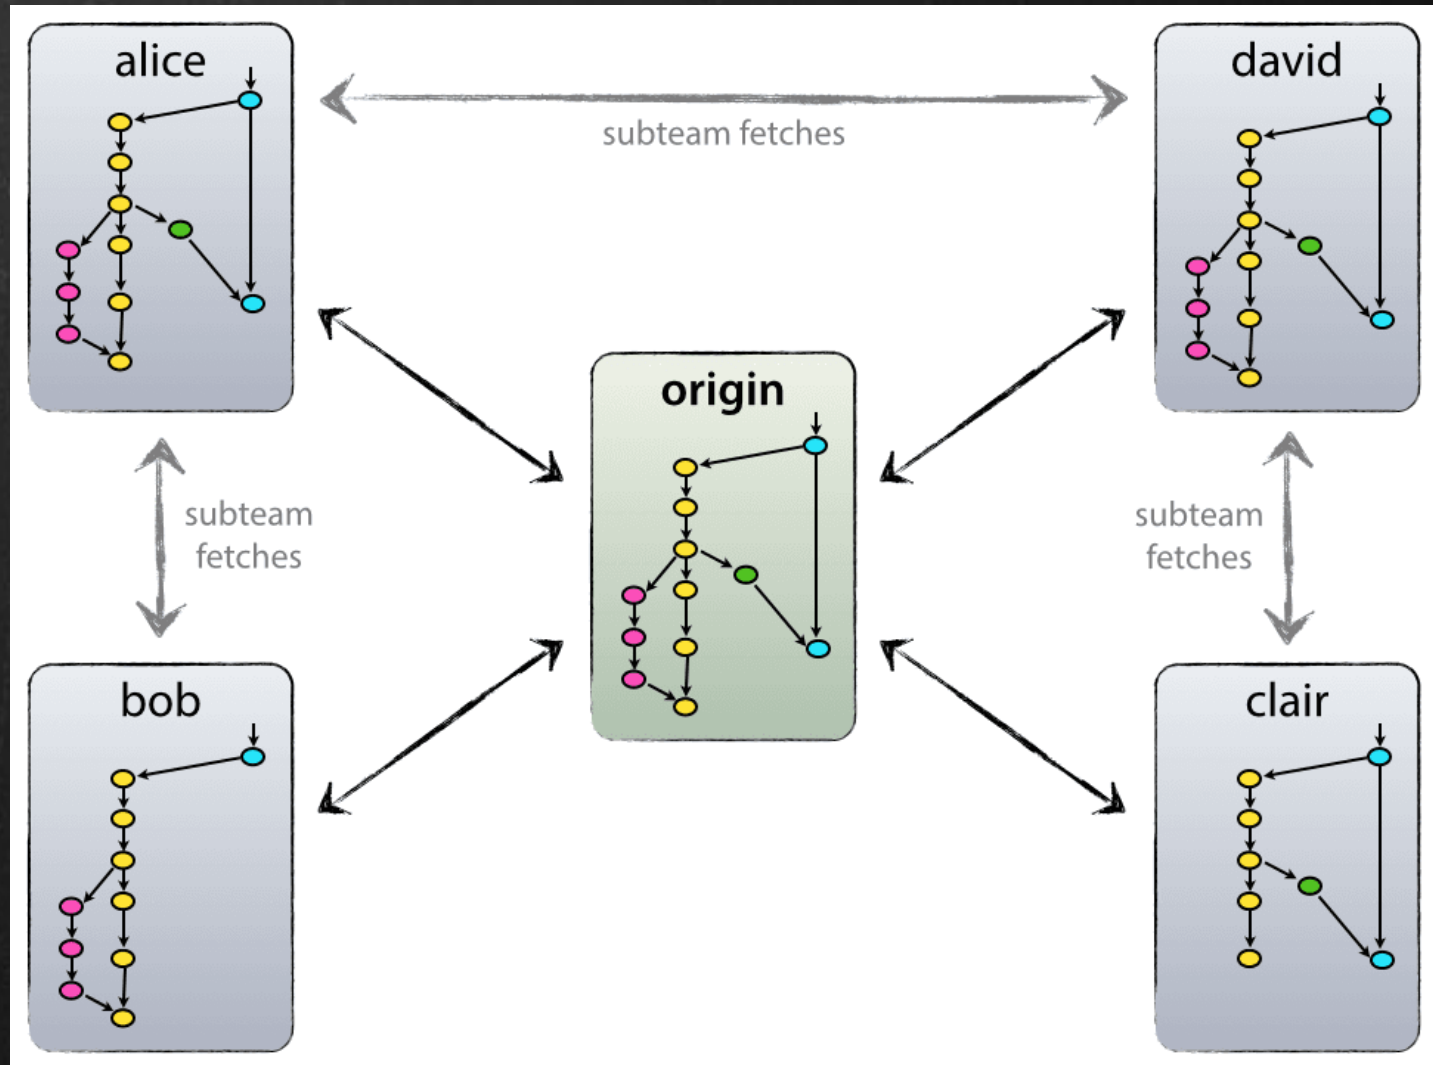 alice
david
subteam fetches
origin
subteam
fetches
subteam
fetches
bob
clair